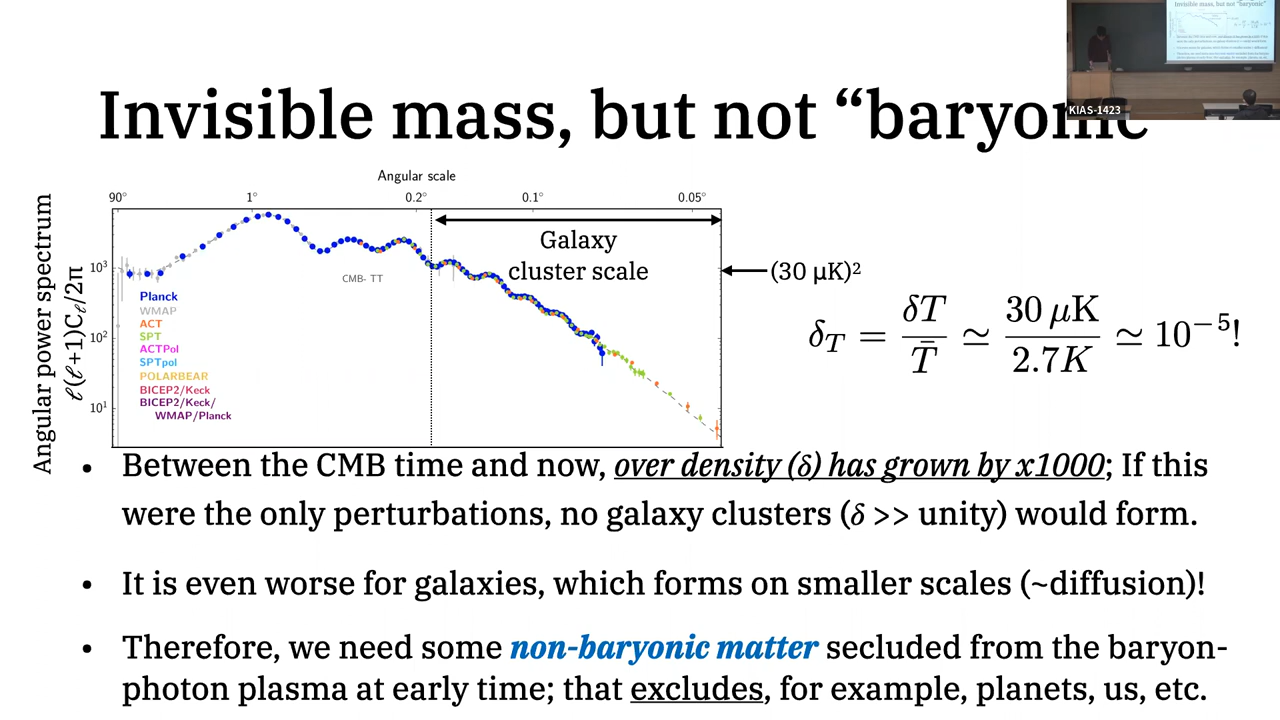 Invisible mass, but not “baryonic”
KIAS-1423
Angular scale
90° 1° 0.2° 0.1° 0.05°
Angular power spectrum
ℓ(ℓ+1)Cℓ/2π
10³
10²
10¹
Galaxy
cluster scale
CMB- TT
(30 μK)²
Planck
WMAP
ACT
SPT
ACTPol
SPTpol
POLARBEAR
BICEP2/Keck
BICEP2/Keck/
WMAP/Planck
δ_T = δT/T̄ ≃ 30 μK/2.7K ≃ 10⁻⁵!
• Between the CMB time and now, over density (δ) has grown by x1000; If this
were the only perturbations, no galaxy clusters (δ >> unity) would form.
• It is even worse for galaxies, which forms on smaller scales (~diffusion)!
• Therefore, we need some non-baryonic matter secluded from the baryon-
photon plasma at early time; that excludes, for example, planets, us, etc.